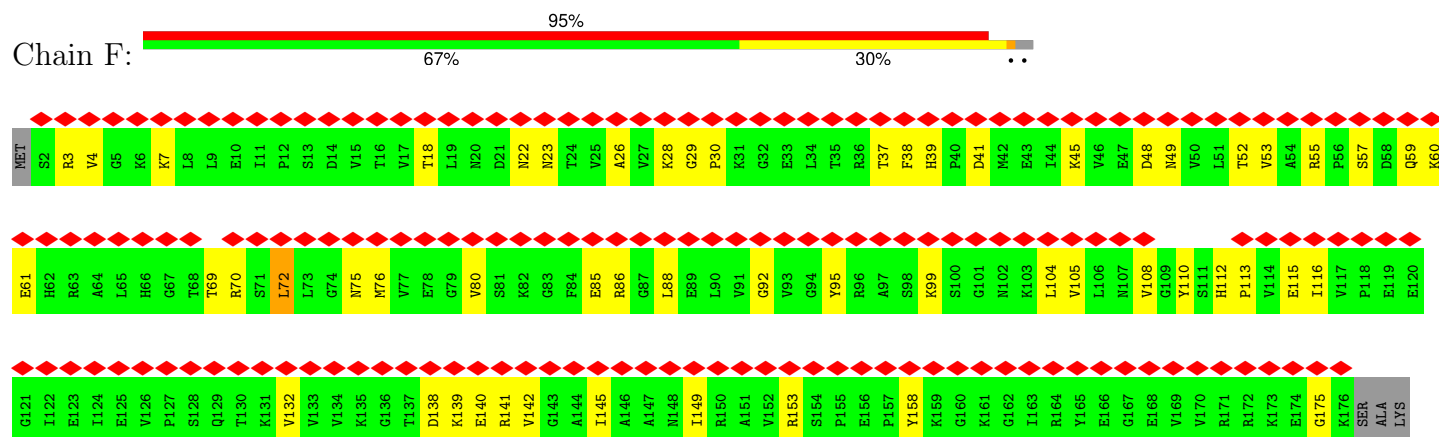 95%
Chain F:
67% 30% • •
MET S2 R3 V4 G5 K6 K7 L8 L9 E10 I11 P12 S13 D14 V15 T16 V17 T18 L19 N20 D21 N22 N23 T24 V25 A26 V27 K28 G29 P30 K31 G32 E33 L34 T35 R36 T37 F38 H39 P40 D41 M42 E43 I44 K45 V46 E47 D48 N49 V50 L51 T52 V53 A54 R55 P56 S57 D58 Q59 K60
E61 H62 R63 A64 L65 H66 G67 T68 T69 R70 S71 L72 L73 G74 N75 M76 V77 E78 G79 V80 S81 K82 G83 F84 E85 R86 G87 L88 E89 L90 V91 G92 V93 G94 Y95 R96 A97 S98 K99 S100 G101 N102 K103 L104 V105 L106 N107 V108 G109 Y110 S111 H112 P113 V114 E115 I116 V117 P118 E119 E120
G121 I122 E123 I124 E125 V126 P127 S128 Q129 T130 K131 V132 V133 V134 K135 G136 T137 D138 K139 E140 R141 V142 G143 A144 I145 A146 A147 N148 I149 R150 A151 V152 R153 S154 P155 E156 P157 Y158 K159 G160 K161 G162 I163 R164 Y165 E166 G167 E168 V169 V170 R171 R172 K173 E174 G175 K176 SER ALA LYS